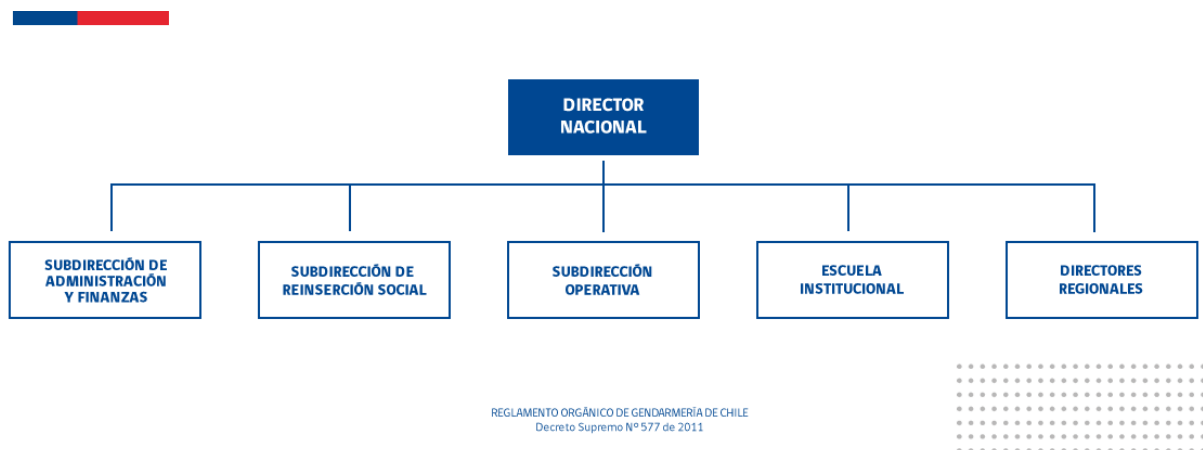 DIRECTOR
NACIONAL
SUBDIRECCIÓN DE
ADMINISTRACIÓN
Y FINANZAS
SUBDIRECCIÓN DE
REINSERCIÓN SOCIAL
SUBDIRECCIÓN
OPERATIVA
ESCUELA
INSTITUCIONAL
DIRECTORES
REGIONALES
REGLAMENTO ORGÁNICO DE GENDARMERÍA DE CHILE
Decreto Supremo Nº 577 de 2011